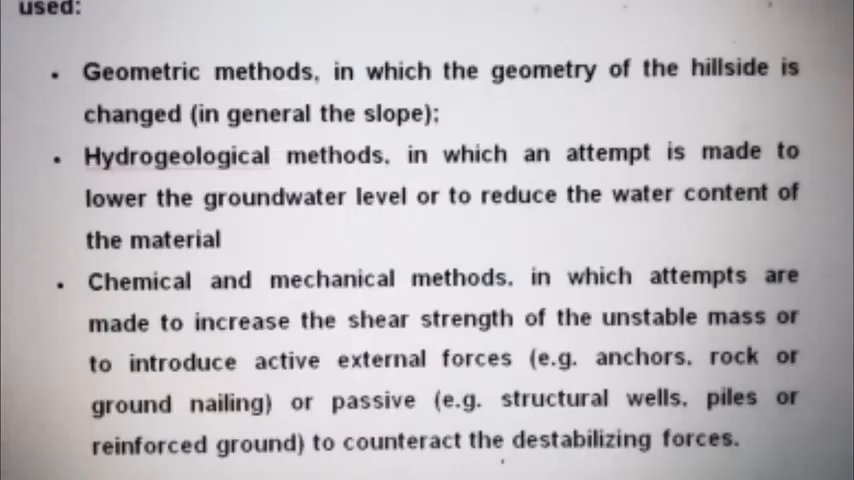 used:
• Geometric methods, in which the geometry of the hillside is
changed (in general the slope);
• Hydrogeological methods, in which an attempt is made to
lower the groundwater level or to reduce the water content of
the material
• Chemical and mechanical methods, in which attempts are
made to increase the shear strength of the unstable mass or
to introduce active external forces (e.g. anchors, rock or
ground nailing) or passive (e.g. structural wells, piles or
reinforced ground) to counteract the destabilizing forces.